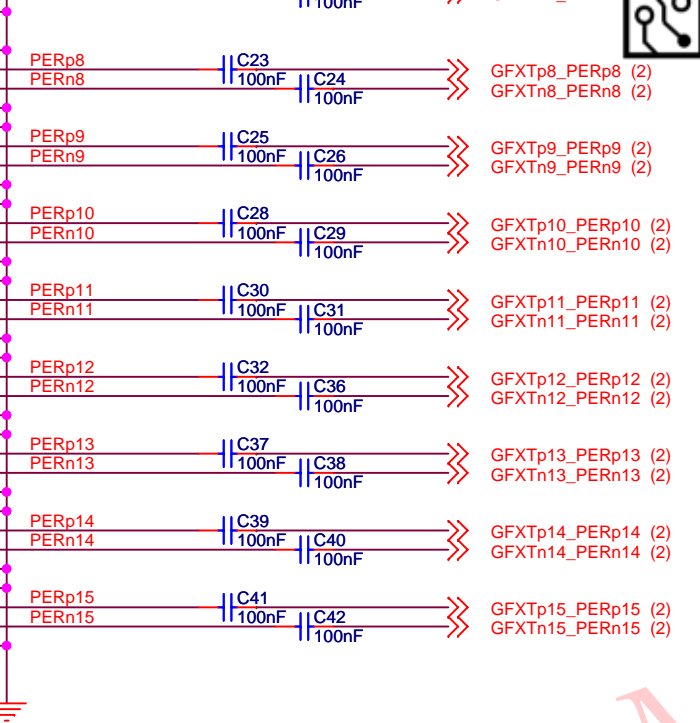 100nF
PERp8 C23 GFXTp8_PERp8 (2)
PERn8 100nF C24 GFXTn8_PERn8 (2)
100nF
PERp9 C25 GFXTp9_PERp9 (2)
PERn9 100nF C26 GFXTn9_PERn9 (2)
100nF
PERp10 C28 GFXTp10_PERp10 (2)
PERn10 100nF C29 GFXTn10_PERn10 (2)
100nF
PERp11 C30 GFXTp11_PERp11 (2)
PERn11 100nF C31 GFXTn11_PERn11 (2)
100nF
PERp12 C32 GFXTp12_PERp12 (2)
PERn12 100nF C36 GFXTn12_PERn12 (2)
100nF
PERp13 C37 GFXTp13_PERp13 (2)
PERn13 100nF C38 GFXTn13_PERn13 (2)
100nF
PERp14 C39 GFXTp14_PERp14 (2)
PERn14 100nF C40 GFXTn14_PERn14 (2)
100nF
PERp15 C41 GFXTp15_PERp15 (2)
PERn15 100nF C42 GFXTn15_PERn15 (2)
100nF